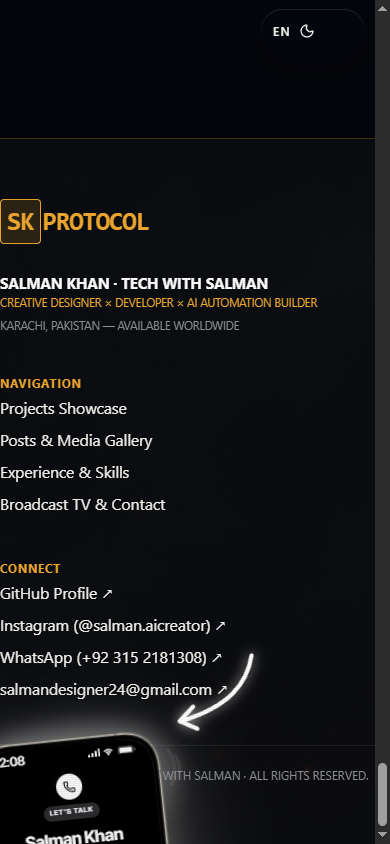 EN
SK PROTOCOL
SALMAN KHAN · TECH WITH SALMAN
CREATIVE DESIGNER × DEVELOPER × AI AUTOMATION BUILDER
KARACHI, PAKISTAN — AVAILABLE WORLDWIDE
NAVIGATION
Projects Showcase
Posts & Media Gallery
Experience & Skills
Broadcast TV & Contact
CONNECT
GitHub Profile ↗
Instagram (@salman.aicreator) ↗
WhatsApp (+92 315 2181308) ↗
salmandesigner24@gmail.com ↗
WITH SALMAN · ALL RIGHTS RESERVED.
2:08
LET'S TALK
Salman Khan